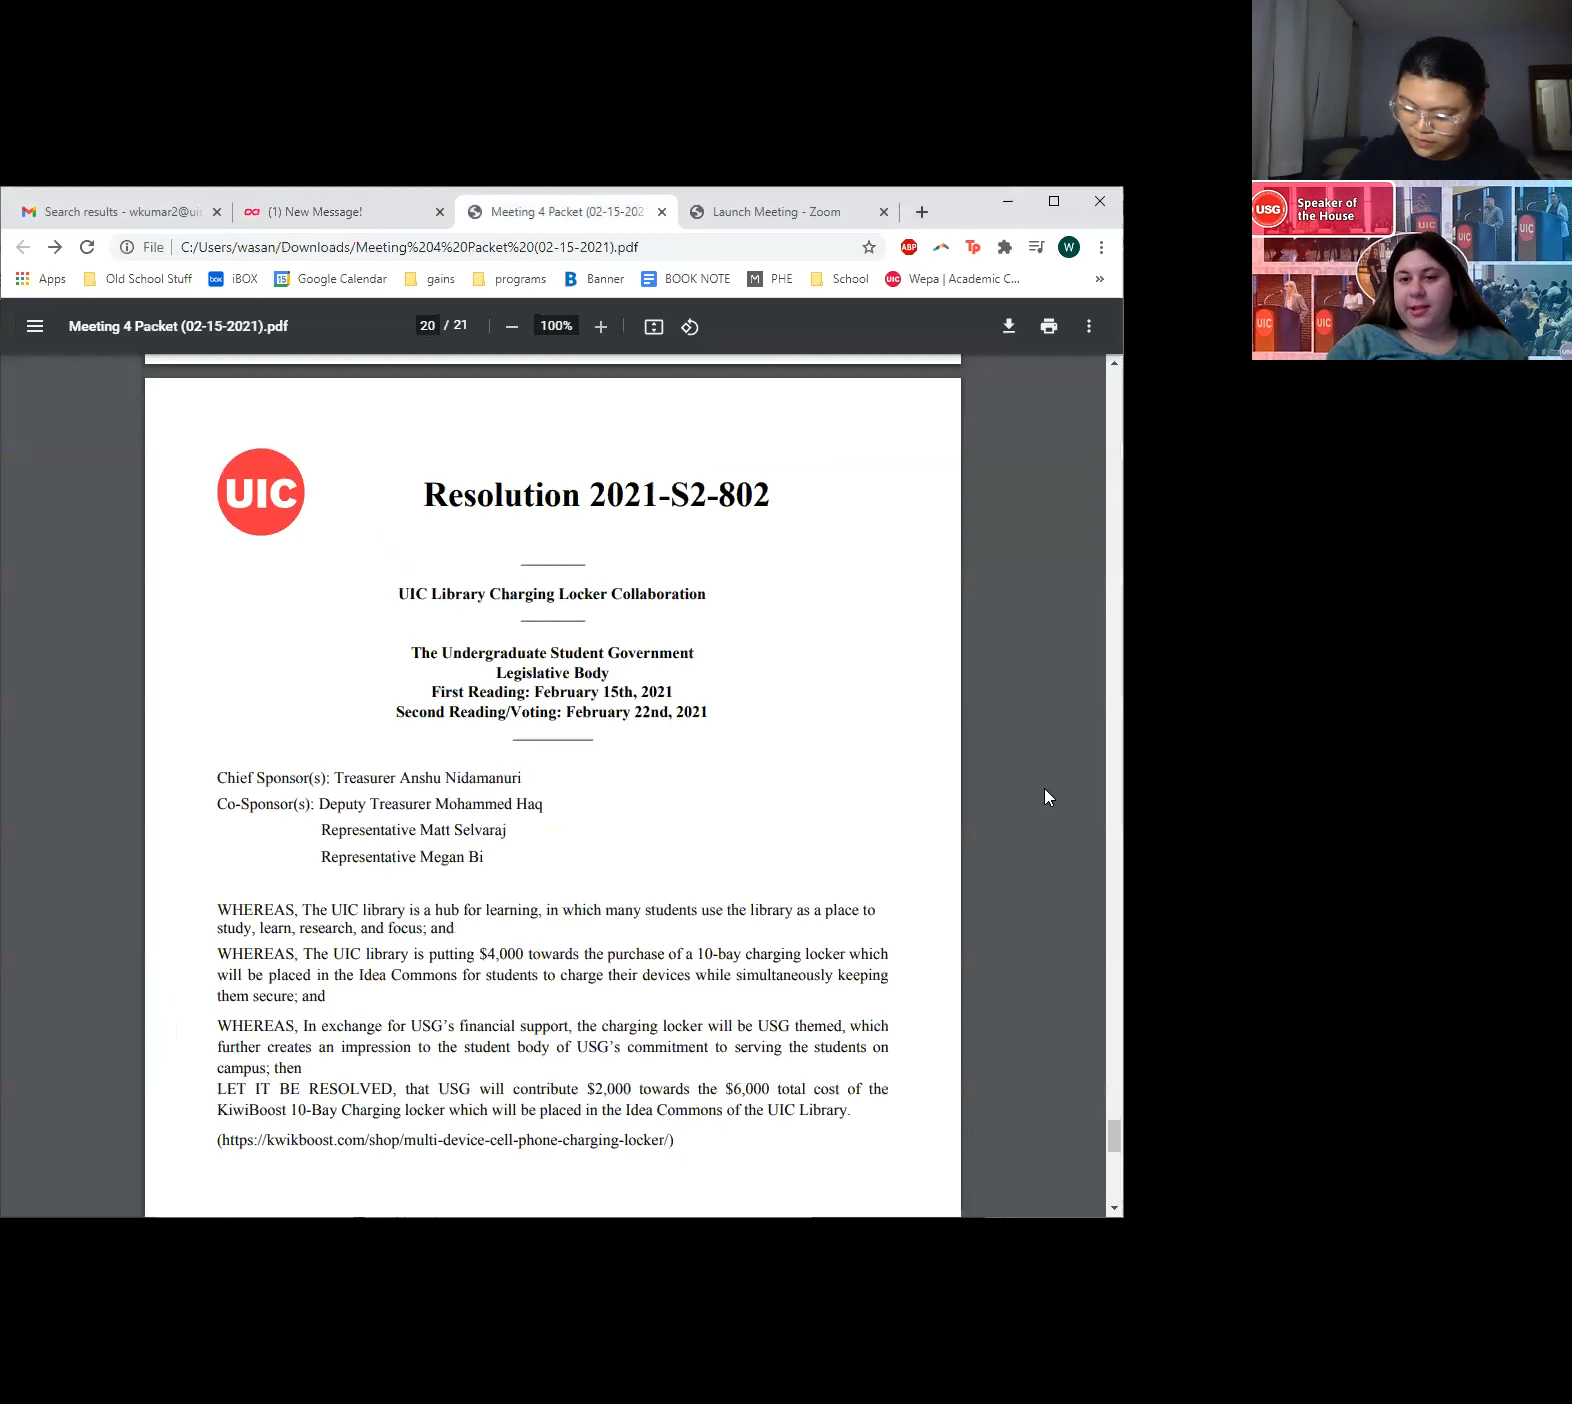 Search results - wkumar2@uic
(1) New Message!
Meeting 4 Packet (02-15-202
Launch Meeting - Zoom
File
C:/Users/wasan/Downloads/Meeting%204%20Packet%20(02-15-2021).pdf
ABP
Tp
W
Apps
Old School Stuff
box
iBOX
15
Google Calendar
gains
programs
B
Banner
BOOK NOTE
M
PHE
School
UIC
Wepa | Academic C...
»
Meeting 4 Packet (02-15-2021).pdf
20 / 21
100%
UIC
Resolution 2021-S2-802
UIC Library Charging Locker Collaboration
The Undergraduate Student Government
Legislative Body
First Reading: February 15th, 2021
Second Reading/Voting: February 22nd, 2021
Chief Sponsor(s): Treasurer Anshu Nidamanuri
Co-Sponsor(s): Deputy Treasurer Mohammed Haq
Representative Matt Selvaraj
Representative Megan Bi
WHEREAS, The UIC library is a hub for learning, in which many students use the library as a place to
study, learn, research, and focus; and
WHEREAS, The UIC library is putting $4,000 towards the purchase of a 10-bay charging locker which
will be placed in the Idea Commons for students to charge their devices while simultaneously keeping
them secure; and
WHEREAS, In exchange for USG’s financial support, the charging locker will be USG themed, which
further creates an impression to the student body of USG’s commitment to serving the students on
campus; then
LET IT BE RESOLVED, that USG will contribute $2,000 towards the $6,000 total cost of the
KiwiBoost 10-Bay Charging locker which will be placed in the Idea Commons of the UIC Library.
(https://kwikboost.com/shop/multi-device-cell-phone-charging-locker/)
USG
Speaker of
the House
UIC
UIC
UIC
UIC
UIC